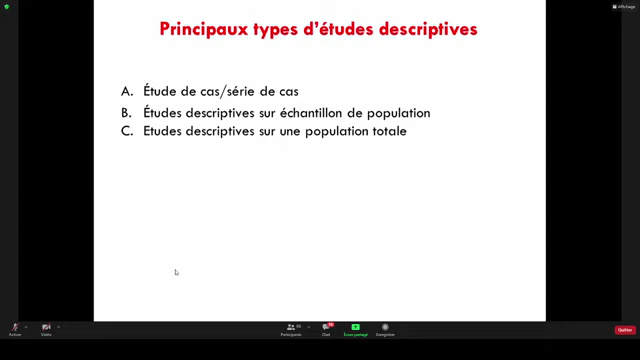 Affichage
Principaux types d'études descriptives
A. Étude de cas/série de cas
B. Études descriptives sur échantillon de population
C. Etudes descriptives sur une population totale
Participants
Chat
Écran partagé
Enregistrer
Quitter
Vidéo